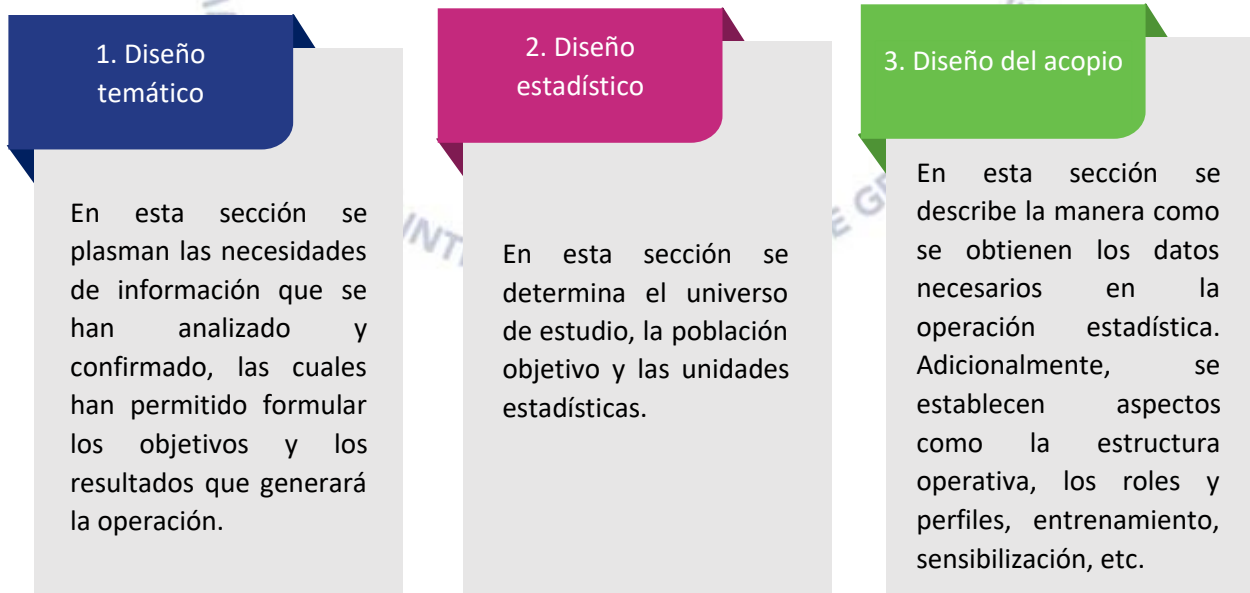 1. Diseño
temático
En esta sección se
plasman las necesidades
de información que se
han analizado y
confirmado, las cuales
han permitido formular
los objetivos y los
resultados que generará
la operación.
2. Diseño
estadístico
En esta sección se
determina el universo
de estudio, la población
objetivo y las unidades
estadísticas.
3. Diseño del acopio
En esta sección se
describe la manera como
se obtienen los datos
necesarios en la
operación estadística.
Adicionalmente, se
establecen aspectos
como la estructura
operativa, los roles y
perfiles, entrenamiento,
sensibilización, etc.